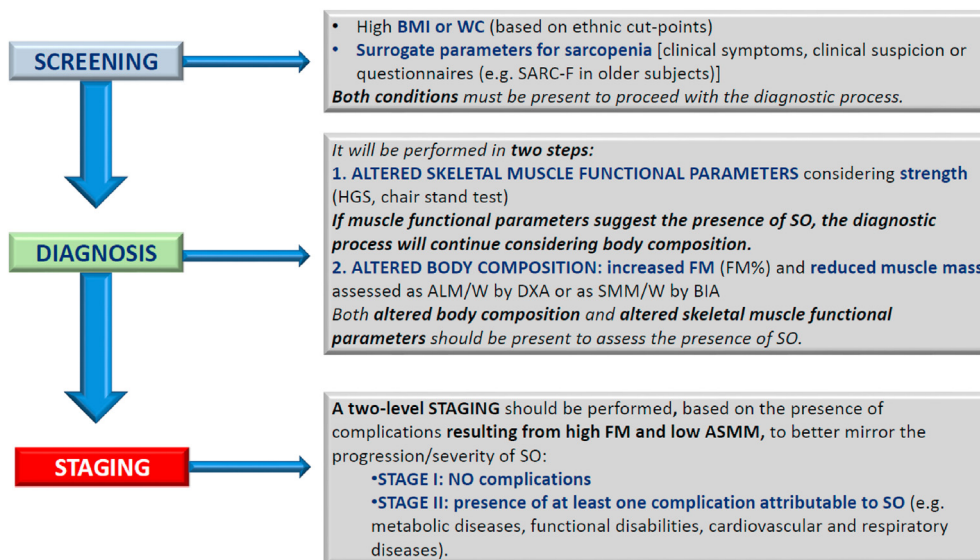 SCREENING
• High BMI or WC (based on ethnic cut-points)
• Surrogate parameters for sarcopenia [clinical symptoms, clinical suspicion or
questionnaires (e.g. SARC-F in older subjects)]
Both conditions must be present to proceed with the diagnostic process.
DIAGNOSIS
It will be performed in two steps:
1. ALTERED SKELETAL MUSCLE FUNCTIONAL PARAMETERS considering strength
(HGS, chair stand test)
If muscle functional parameters suggest the presence of SO, the diagnostic
process will continue considering body composition.
2. ALTERED BODY COMPOSITION: increased FM (FM%) and reduced muscle mass
assessed as ALM/W by DXA or as SMM/W by BIA
Both altered body composition and altered skeletal muscle functional
parameters should be present to assess the presence of SO.
STAGING
A two-level STAGING should be performed, based on the presence of
complications resulting from high FM and low ASMM, to better mirror the
progression/severity of SO:
•STAGE I: NO complications
•STAGE II: presence of at least one complication attributable to SO (e.g.
metabolic diseases, functional disabilities, cardiovascular and respiratory
diseases).